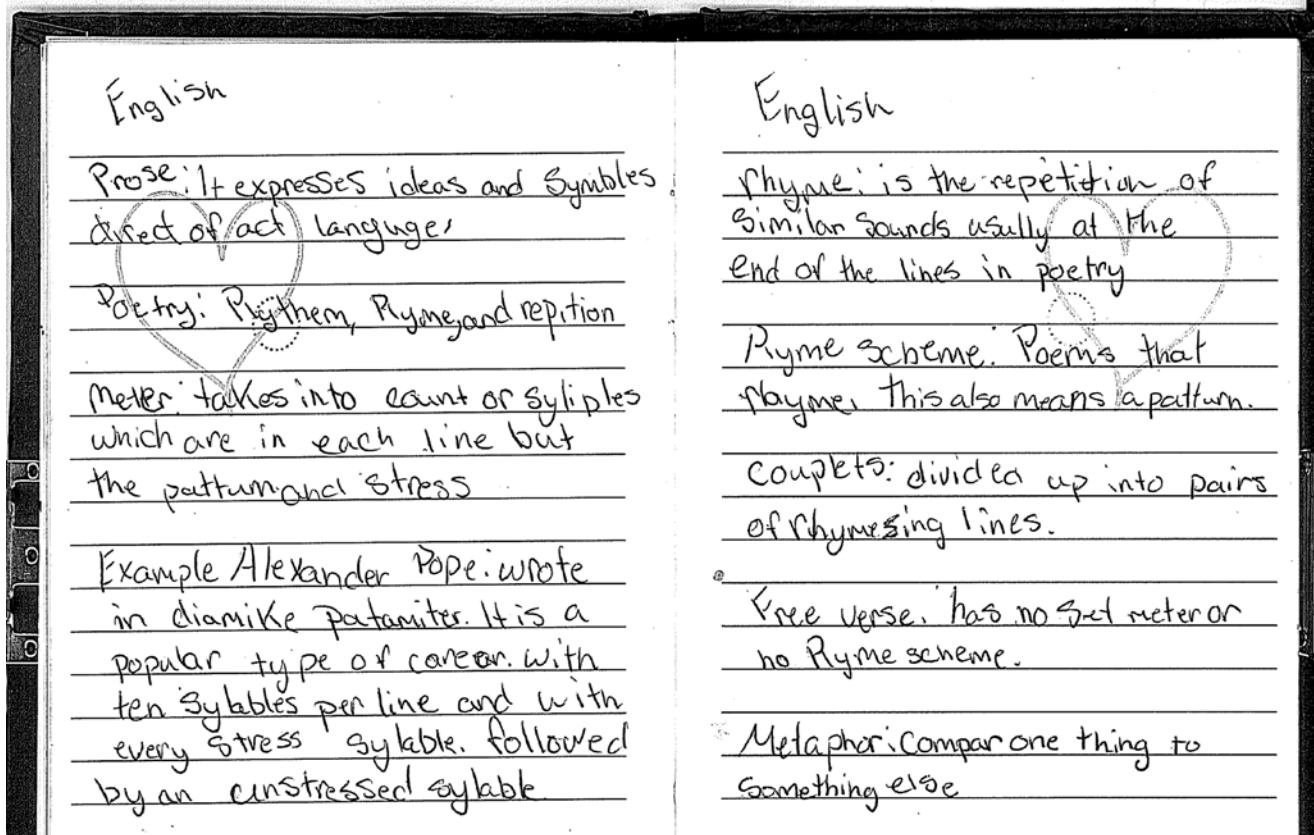 English
Prose: It expresses ideas and Symbles
direct of act languge,
Poetry: Rythem, Ryme, and repition
Meter: takes into count or Syliples
which are in each line but
the patturn and Stress
Example Alexander Pope: wrote
in diamike patamiter. It is a
popular type of carear. with
ten Sylables per line and with
every stress sylable. followed
by an unstressed sylable
English
rhyme: is the repetition of
Similar Sounds usully at the
end of the lines in poetry
Ryme scheme: Poems that
rhyme, This also means a patturn.
Couplets: divided up into pairs
of rhymesing lines.
Free verse. has no Set meter or
no Ryme scheme.
Metaphor: Compar one thing to
Something else